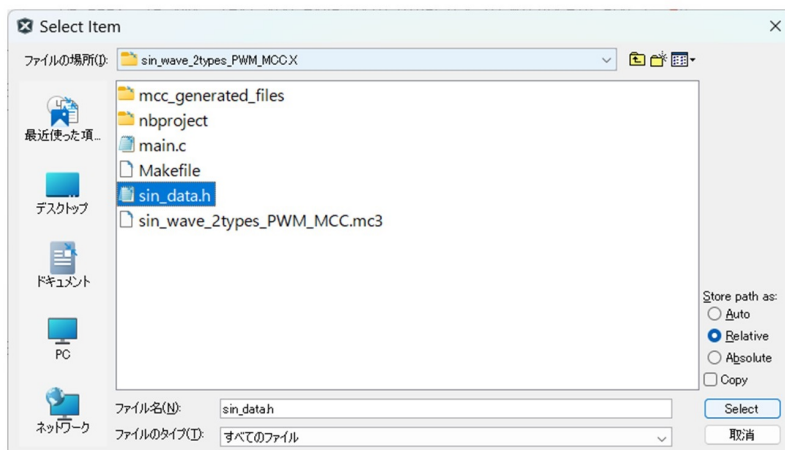 Select Item
ファイルの場所(I):
sin_wave_2types_PWM_MCC.X
最近使った項...
デスクトップ
ドキュメント
PC
ネットワーク
mcc_generated_files
nbproject
main.c
Makefile
sin_data.h
sin_wave_2types_PWM_MCC.mc3
Store path as:
Auto
Relative
Absolute
Copy
ファイル名(N):
sin_data.h
Select
ファイルのタイプ(T):
すべてのファイル
取消